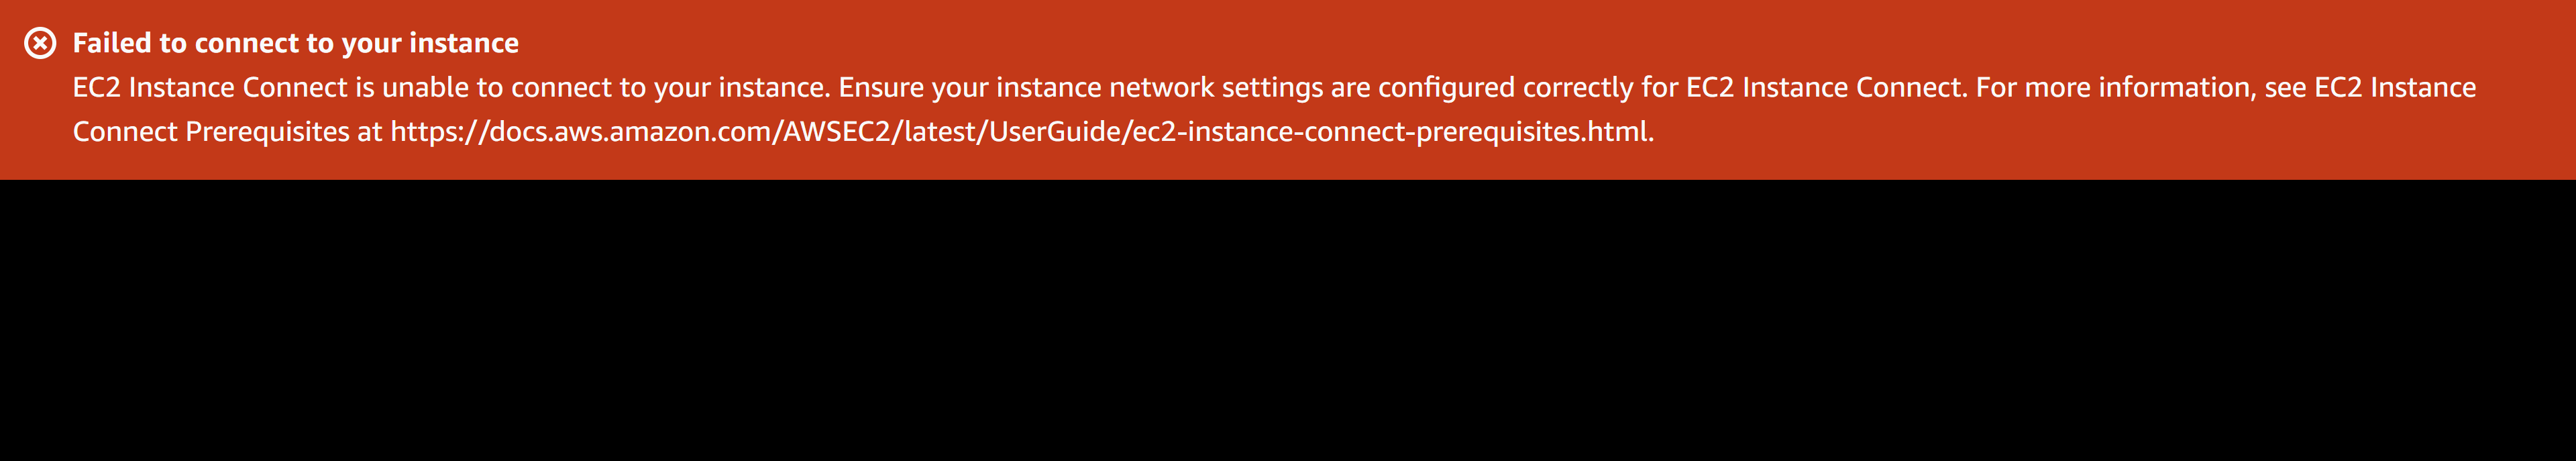 Failed to connect to your instance
EC2 Instance Connect is unable to connect to your instance. Ensure your instance network settings are configured correctly for EC2 Instance Connect. For more information, see EC2 Instance
Connect Prerequisites at https://docs.aws.amazon.com/AWSEC2/latest/UserGuide/ec2-instance-connect-prerequisites.html.